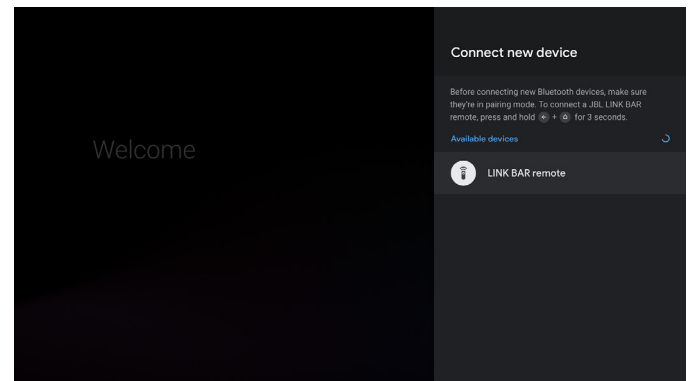 Connect new device
Before connecting new Bluetooth devices, make sure
they're in pairing mode. To connect a JBL LINK BAR
remote, press and hold ← + ⌂ for 3 seconds.
Available devices
Welcome
LINK BAR remote